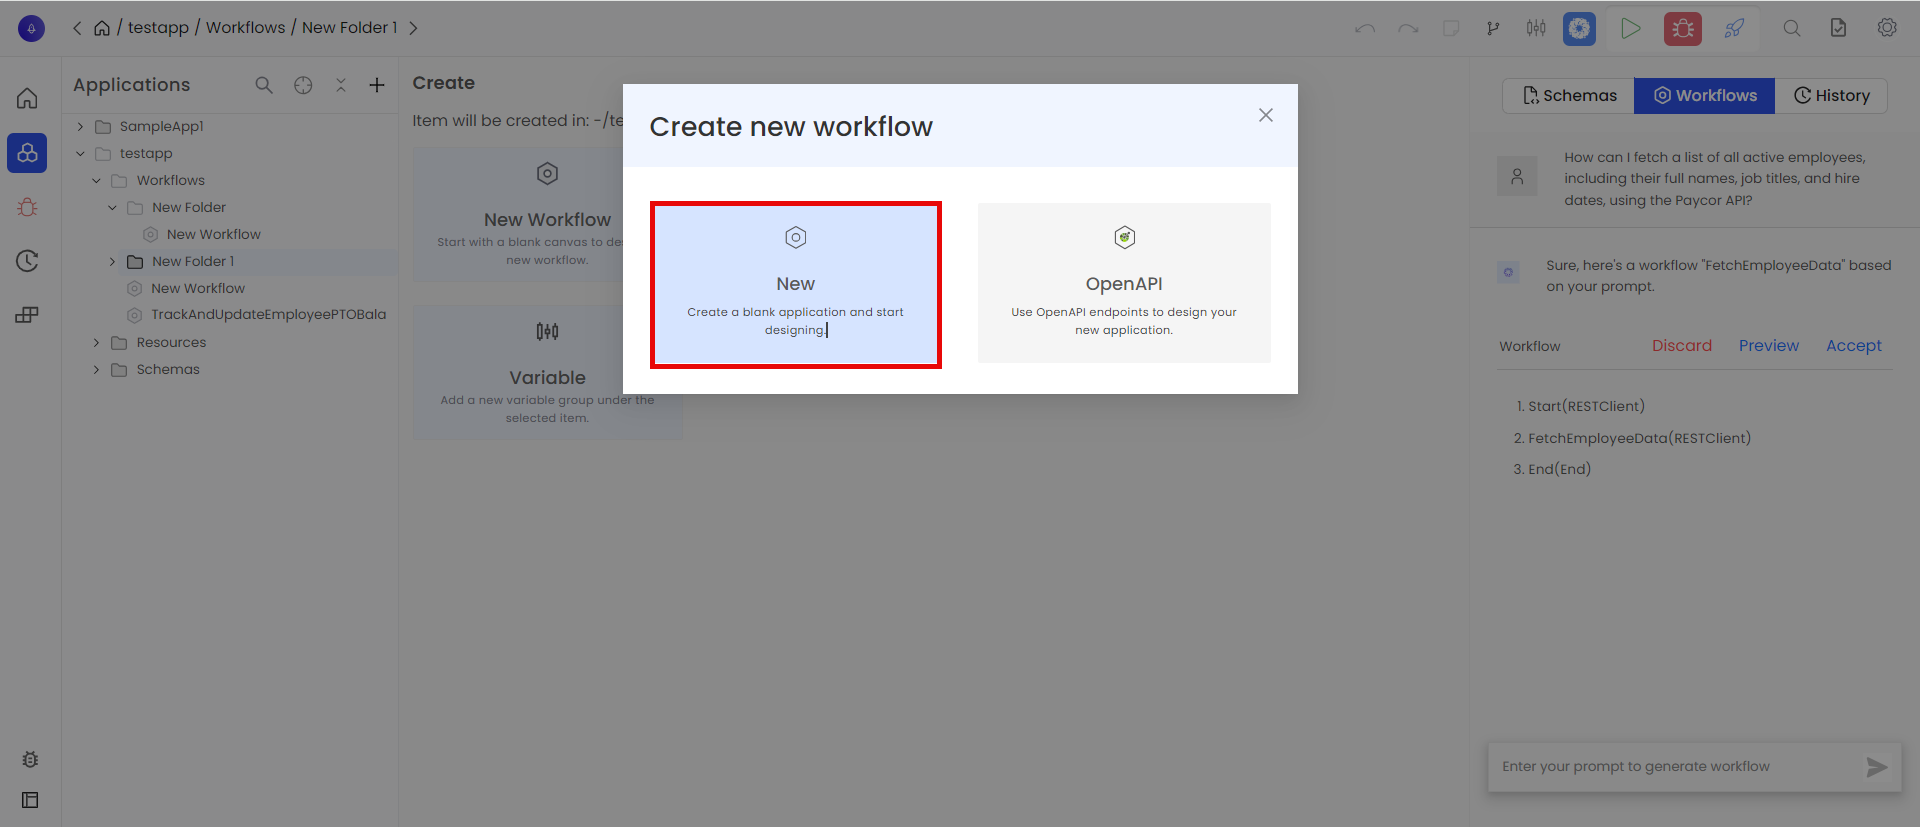 / testapp / Workflows / New Folder 1
Applications
SampleApp1
testapp
Workflows
New Folder
New Workflow
New Folder 1
New Workflow
TrackAndUpdateEmployeePTOBala
Resources
Schemas
Create
Item will be created in: ~/te
New Workflow
Start with a blank canvas to de
new workflow.
Variable
Add a new variable group under the
selected item.
Create new workflow
New
Create a blank application and start
designing.
OpenAPI
Use OpenAPI endpoints to design your
new application.
Schemas
Workflows
History
How can I fetch a list of all active employees,
including their full names, job titles, and hire
dates, using the Paycor API?
Sure, here's a workflow "FetchEmployeeData" based
on your prompt.
Workflow
Discard
Preview
Accept
1. Start(RESTClient)
2. FetchEmployeeData(RESTClient)
3. End(End)
Enter your prompt to generate workflow